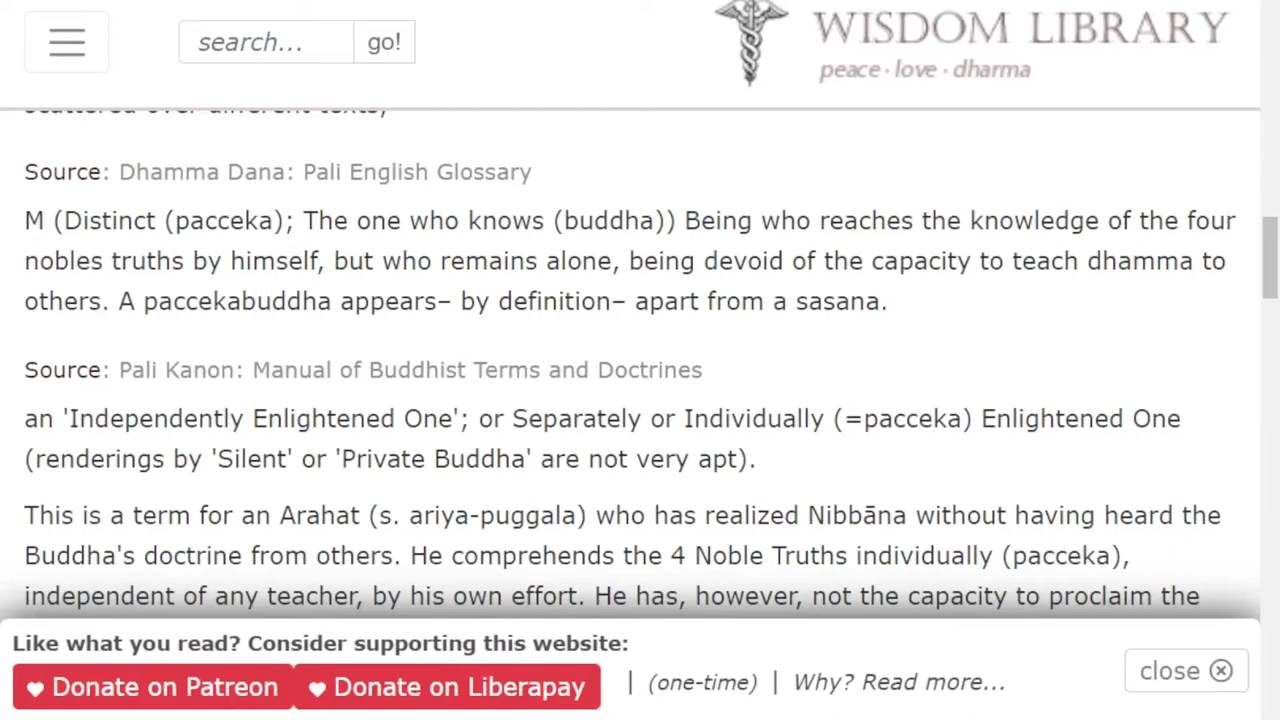 search...
go!
WISDOM LIBRARY
peace · love · dharma
scattered over different texts,
Source: Dhamma Dana: Pali English Glossary
M (Distinct (pacceka); The one who knows (buddha)) Being who reaches the knowledge of the four
nobles truths by himself, but who remains alone, being devoid of the capacity to teach dhamma to
others. A paccekabuddha appears– by definition– apart from a sasana.
Source: Pali Kanon: Manual of Buddhist Terms and Doctrines
an 'Independently Enlightened One'; or Separately or Individually (=pacceka) Enlightened One
(renderings by 'Silent' or 'Private Buddha' are not very apt).
This is a term for an Arahat (s. ariya-puggala) who has realized Nibbāna without having heard the
Buddha's doctrine from others. He comprehends the 4 Noble Truths individually (pacceka),
independent of any teacher, by his own effort. He has, however, not the capacity to proclaim the
Like what you read? Consider supporting this website:
Donate on Patreon Donate on Liberapay | (one-time) | Why? Read more...
close